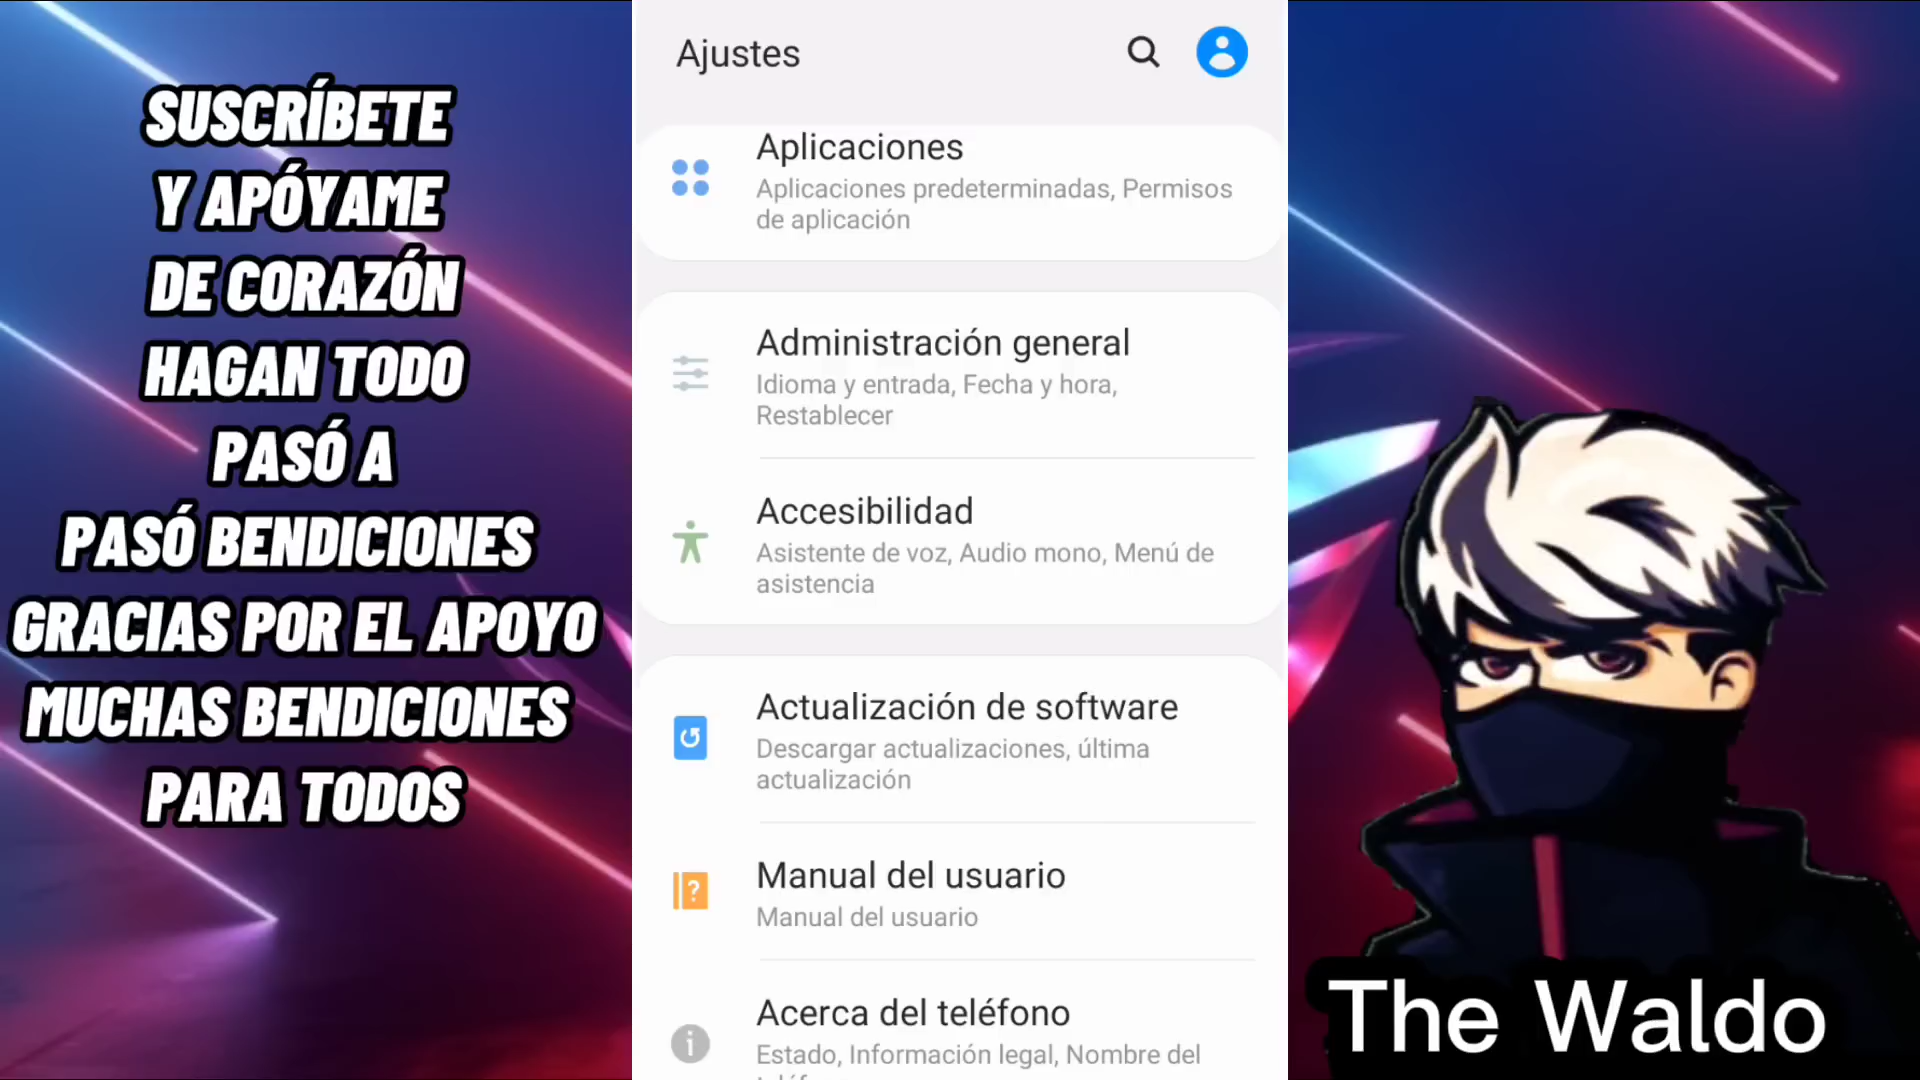 SUSCRÍBETE
Y APÓYAME
DE CORAZÓN
HAGAN TODO
PASÓ A
PASÓ BENDICIONES
GRACIAS POR EL APOYO
MUCHAS BENDICIONES
PARA TODOS
Ajustes
Aplicaciones
Aplicaciones predeterminadas, Permisos
de aplicación
Administración general
Idioma y entrada, Fecha y hora,
Restablecer
Accesibilidad
Asistente de voz, Audio mono, Menú de
asistencia
Actualización de software
Descargar actualizaciones, última
actualización
Manual del usuario
Manual del usuario
Acerca del teléfono
Estado, Información legal, Nombre del
The Waldo